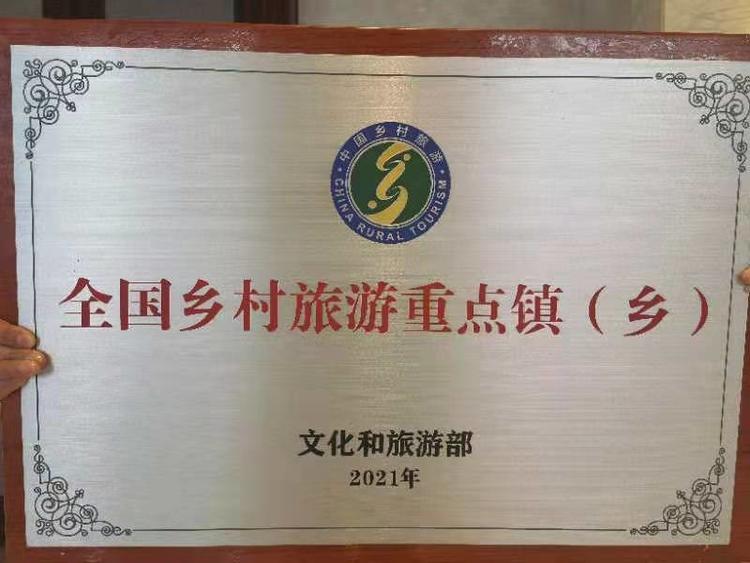 中国乡村旅游
CHINA RURAL TOURISM
全国乡村旅游重点镇（乡）
文化和旅游部
2021年